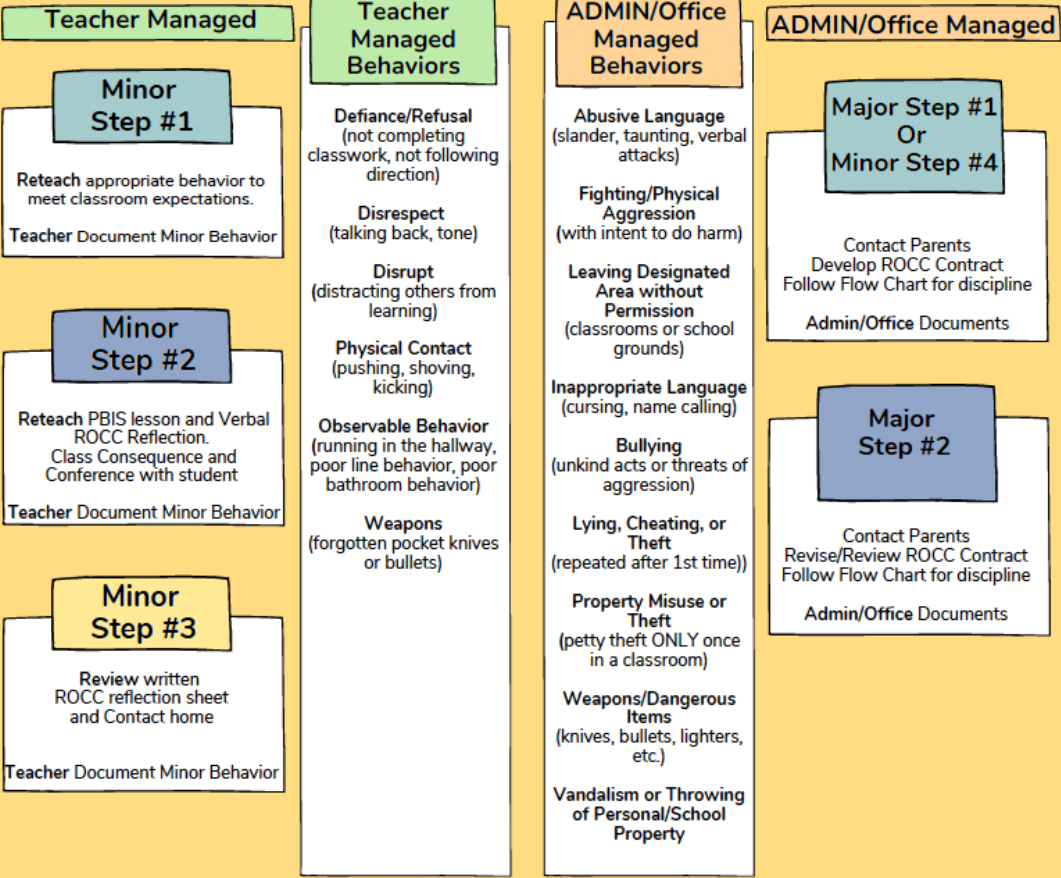 Teacher Managed
Minor
Step #1
Reteach appropriate behavior to
meet classroom expectations.
Teacher Document Minor Behavior
Minor
Step #2
Reteach PBIS lesson and Verbal
ROCC Reflection.
Class Consequence and
Conference with student
Teacher Document Minor Behavior
Minor
Step #3
Review written
ROCC reflection sheet
and Contact home
Teacher Document Minor Behavior
Teacher
Managed
Behaviors
Defiance/Refusal
(not completing
classwork, not following
direction)
Disrespect
(talking back, tone)
Disrupt
(distracting others from
learning)
Physical Contact
(pushing, shoving,
kicking)
Observable Behavior
(running in the hallway,
poor line behavior, poor
bathroom behavior)
Weapons
(forgotten pocket knives
or bullets)
ADMIN/Office
Managed
Behaviors
Abusive Language
(slander, taunting, verbal
attacks)
Fighting/Physical
Aggression
(with intent to do harm)
Leaving Designated
Area without
Permission
(classrooms or school
grounds)
Inappropriate Language
(cursing, name calling)
Bullying
(unkind acts or threats of
aggression)
Lying, Cheating, or
Theft
(repeated after 1st time))
Property Misuse or
Theft
(petty theft ONLY once
in a classroom)
Weapons/Dangerous
Items
(knives, bullets, lighters,
etc.)
Vandalism or Throwing
of Personal/School
Property
ADMIN/Office Managed
Major Step #1
Or
Minor Step #4
Contact Parents
Develop ROCC Contract
Follow Flow Chart for discipline
Admin/Office Documents
Major
Step #2
Contact Parents
Revise/Review ROCC Contract
Follow Flow Chart for discipline
Admin/Office Documents